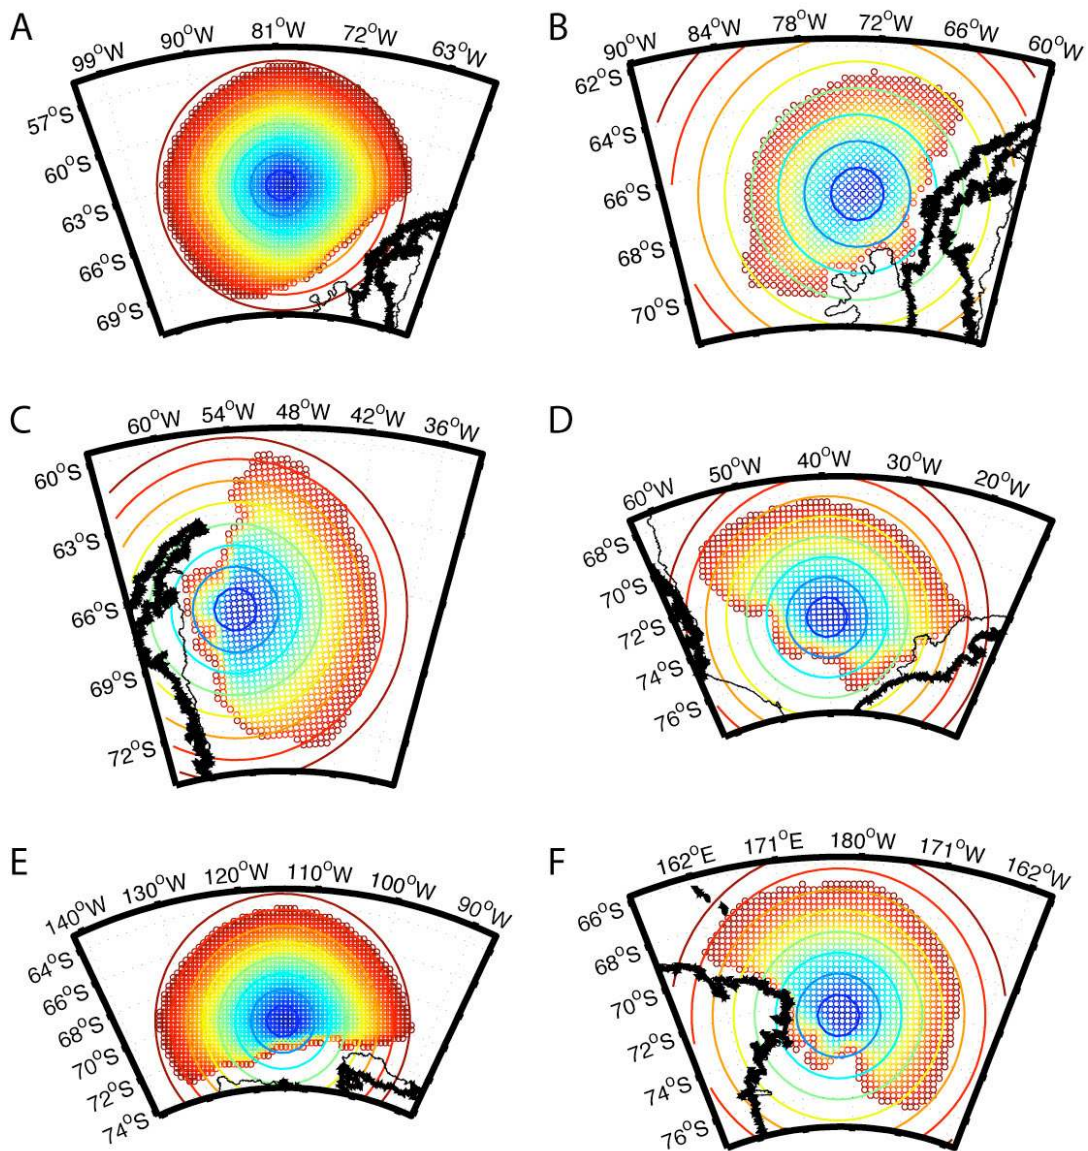 A
99°W 90°W 81°W 72°W 63°W
57°S
60°S
63°S
66°S
69°S
B
90°W 84°W 78°W 72°W 66°W 60°W
62°S
64°S
66°S
68°S
70°S
C
60°W 54°W 48°W 42°W 36°W
60°S
63°S
66°S
69°S
72°S
D
60°W 50°W 40°W 30°W 20°W
68°S
70°S
72°S
74°S
76°S
E
140°W 130°W 120°W 110°W 100°W 90°W
64°S
66°S
68°S
70°S
72°S
74°S
F
162°E 171°E 180°W 171°W 162°W
66°S
68°S
70°S
72°S
74°S
76°S